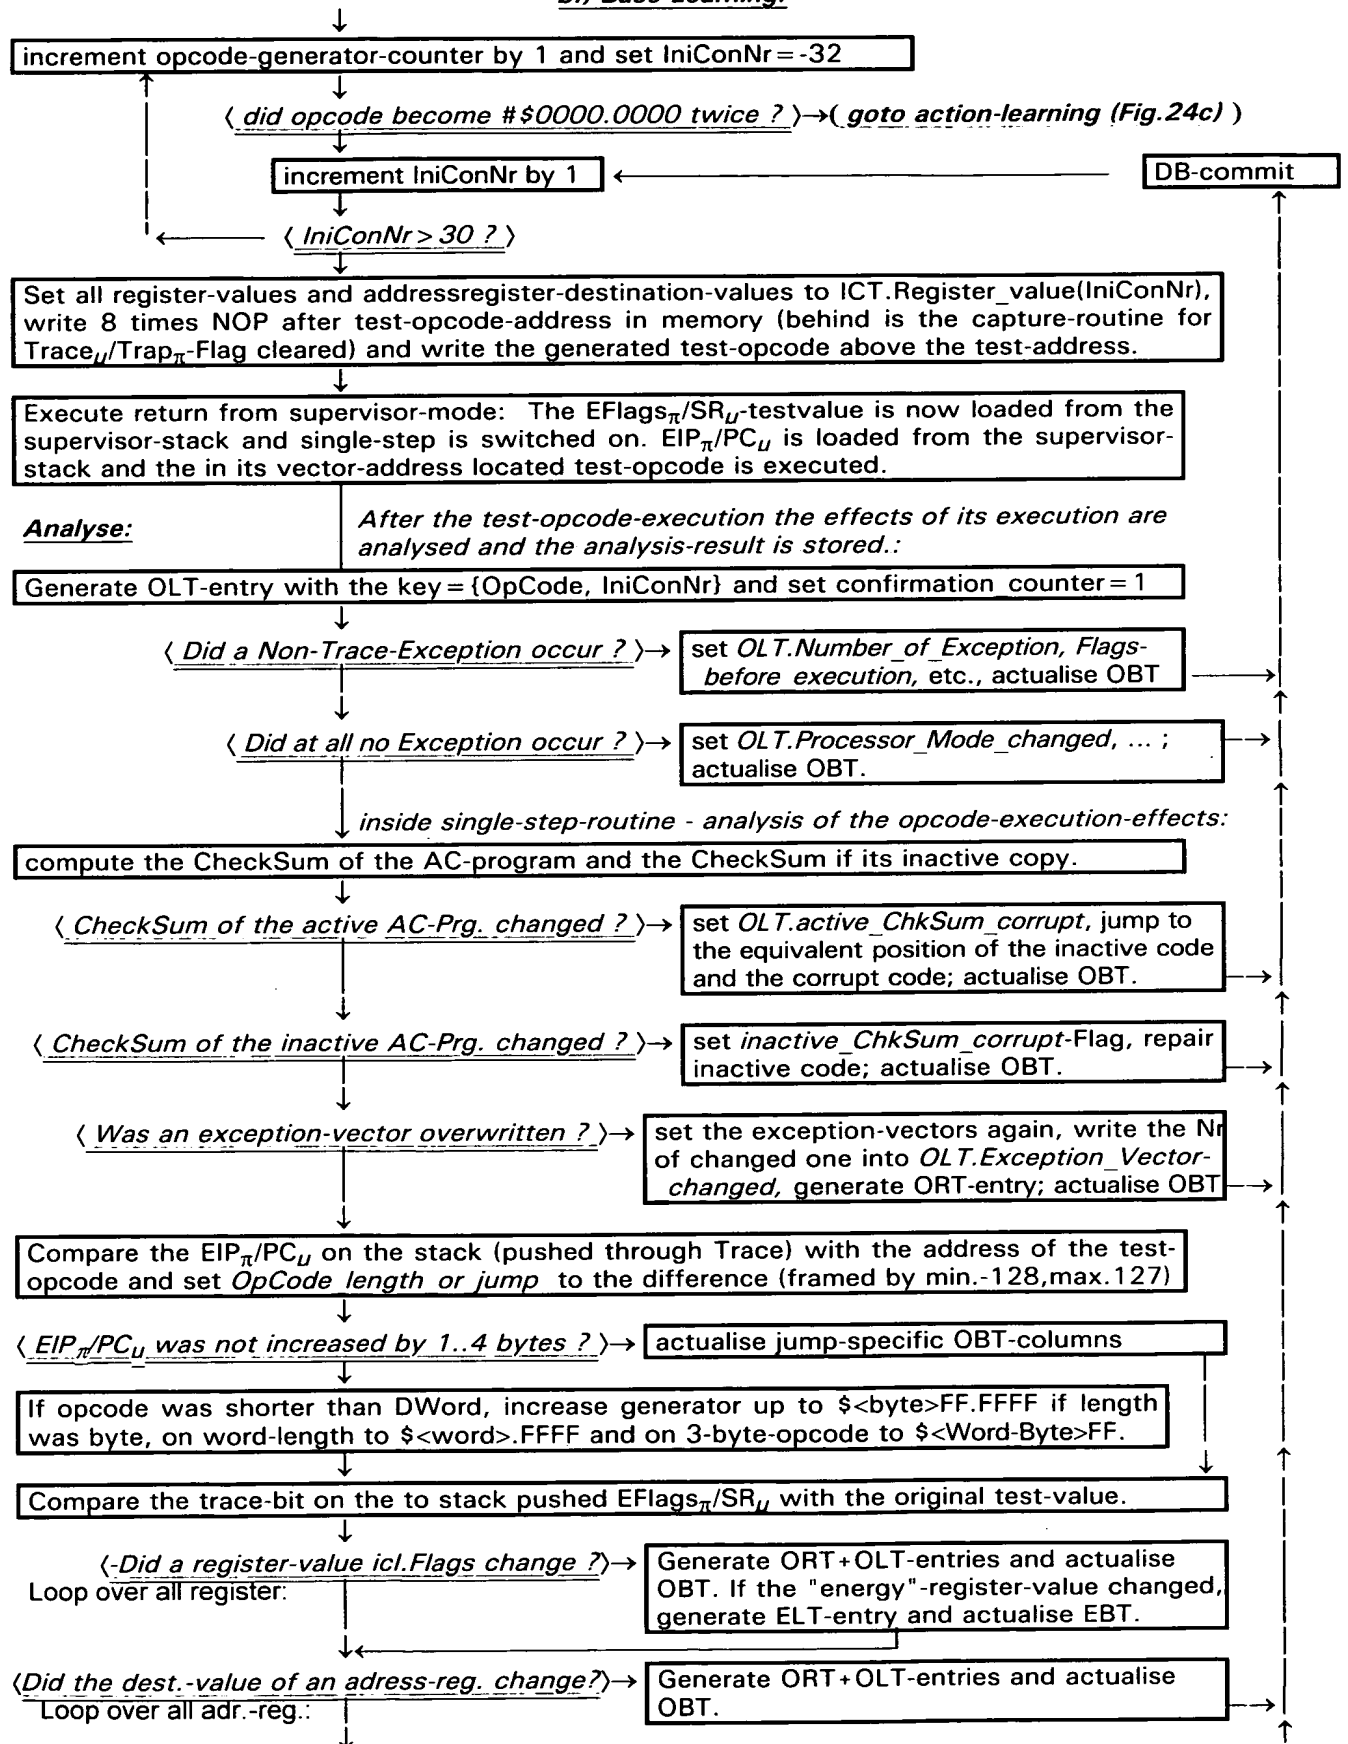 increment opcode-generator-counter by 1 and set IniConNr = -32
⟨ did opcode become #$0000.0000 twice ? ⟩→( goto action-learning (Fig.24c) )
increment IniConNr by 1
DB-commit
⟨ IniConNr > 30 ? ⟩
Set all register-values and addressregister-destination-values to ICT.Register_value(IniConNr),
write 8 times NOP after test-opcode-address in memory (behind is the capture-routine for
Trace_μ/Trap_π-Flag cleared) and write the generated test-opcode above the test-address.
Execute return from supervisor-mode: The EFlags_π/SR_μ-testvalue is now loaded from the
supervisor-stack and single-step is switched on. EIP_π/PC_μ is loaded from the supervisor-
stack and the in its vector-address located test-opcode is executed.
Analyse:
After the test-opcode-execution the effects of its execution are
analysed and the analysis-result is stored.:
Generate OLT-entry with the key = {OpCode, IniConNr} and set confirmation_counter = 1
⟨ Did a Non-Trace-Exception occur ? ⟩→
set OLT.Number_of_Exception, Flags-
before execution, etc., actualise OBT
⟨ Did at all no Exception occur ? ⟩→
set OLT.Processor_Mode_changed, ... ;
actualise OBT.
inside single-step-routine - analysis of the opcode-execution-effects:
compute the CheckSum of the AC-program and the CheckSum if its inactive copy.
⟨ CheckSum of the active AC-Prg. changed ? ⟩→
set OLT.active_ChkSum_corrupt, jump to
the equivalent position of the inactive code
and the corrupt code; actualise OBT.
⟨ CheckSum of the inactive AC-Prg. changed ? ⟩→
set inactive_ChkSum_corrupt-Flag, repair
inactive code; actualise OBT.
⟨ Was an exception-vector overwritten ? ⟩→
set the exception-vectors again, write the Nr
of changed one into OLT.Exception_Vector-
changed, generate ORT-entry; actualise OBT
Compare the EIP_π/PC_μ on the stack (pushed through Trace) with the address of the test-
opcode and set OpCode length or jump to the difference (framed by min.-128,max.127)
⟨ EIP_π/PC_μ was not increased by 1..4 bytes ? ⟩→
actualise jump-specific OBT-columns
If opcode was shorter than DWord, increase generator up to $<byte>FF.FFFF if length
was byte, on word-length to $<word>.FFFF and on 3-byte-opcode to $<Word-Byte>FF.
Compare the trace-bit on the to stack pushed EFlags_π/SR_μ with the original test-value.
⟨-Did a register-value icl.Flags change ?⟩→
Loop over all register:
Generate ORT+OLT-entries and actualise
OBT. If the "energy"-register-value changed,
generate ELT-entry and actualise EBT.
⟨Did the dest.-value of an adress-reg. change?⟩→
Loop over all adr.-reg.:
Generate ORT+OLT-entries and actualise
OBT.